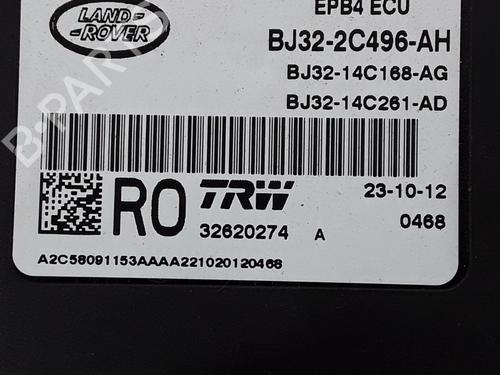 LAND-
-ROVER
EPB4 ECU
BJ32-2C496-AH
BJ32-14C168-AG
BJ32-14C261-AD
B-PARTS
RO
TRW
23-10-12
32620274 A
0468
A2C58091153AAAA221020120468